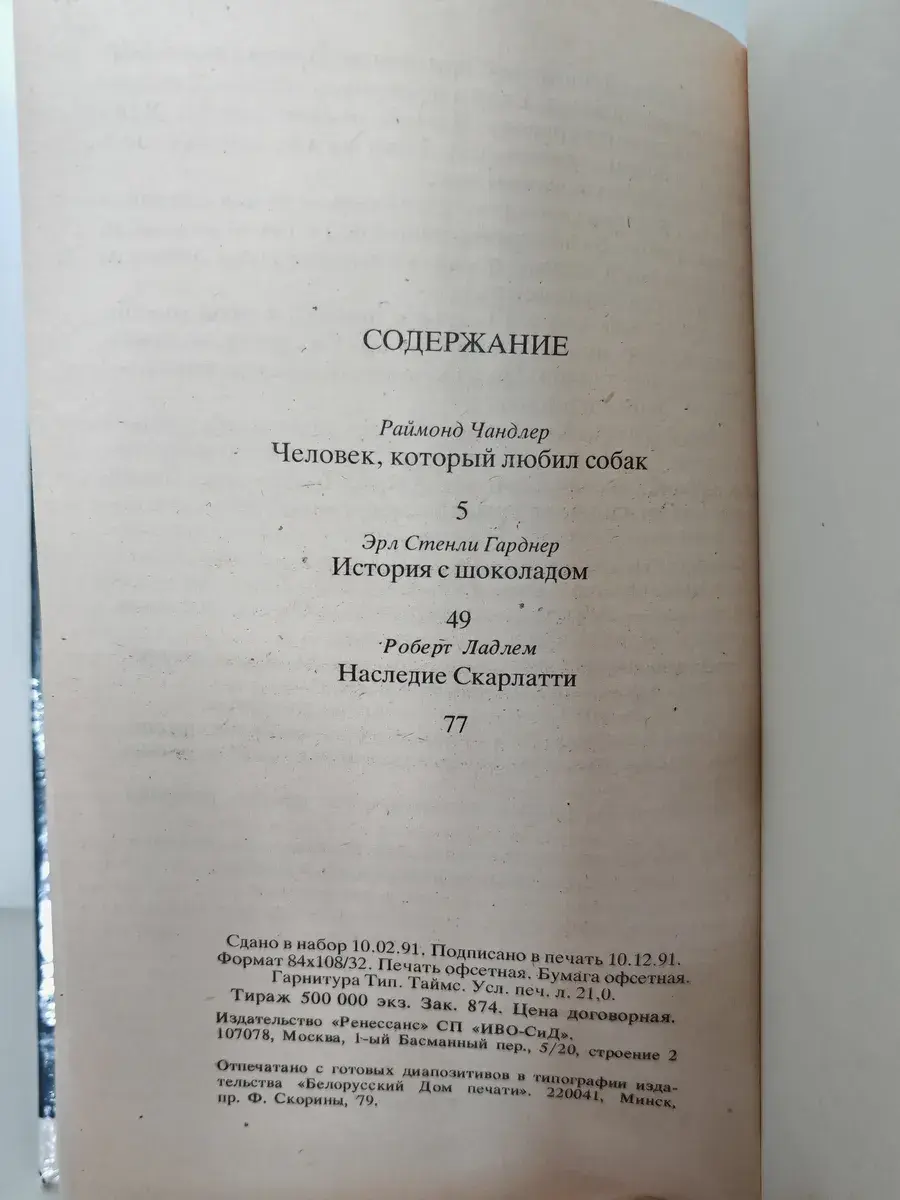 СОДЕРЖАНИЕ
Раймонд Чандлер
Человек, который любил собак
5
Эрл Стенли Гарднер
История с шоколадом
49
Роберт Ладлем
Наследие Скарлатти
77
Сдано в набор 10.02.91. Подписано в печать 10.12.91.
Формат 84х108/32. Печать офсетная. Бумага офсетная.
Гарнитура Тип. Таймс. Усл. печ. л. 21,0.
Тираж 500 000 экз. Зак. 874. Цена договорная.
Издательство «Ренессанс» СП «ИВО-СиД».
107078, Москва, 1-ый Басманный пер., 5/20, строение 2
Отпечатано с готовых диапозитивов в типографии изда-
тельства «Белорусский Дом печати». 220041, Минск,
пр. Ф. Скорины, 79.